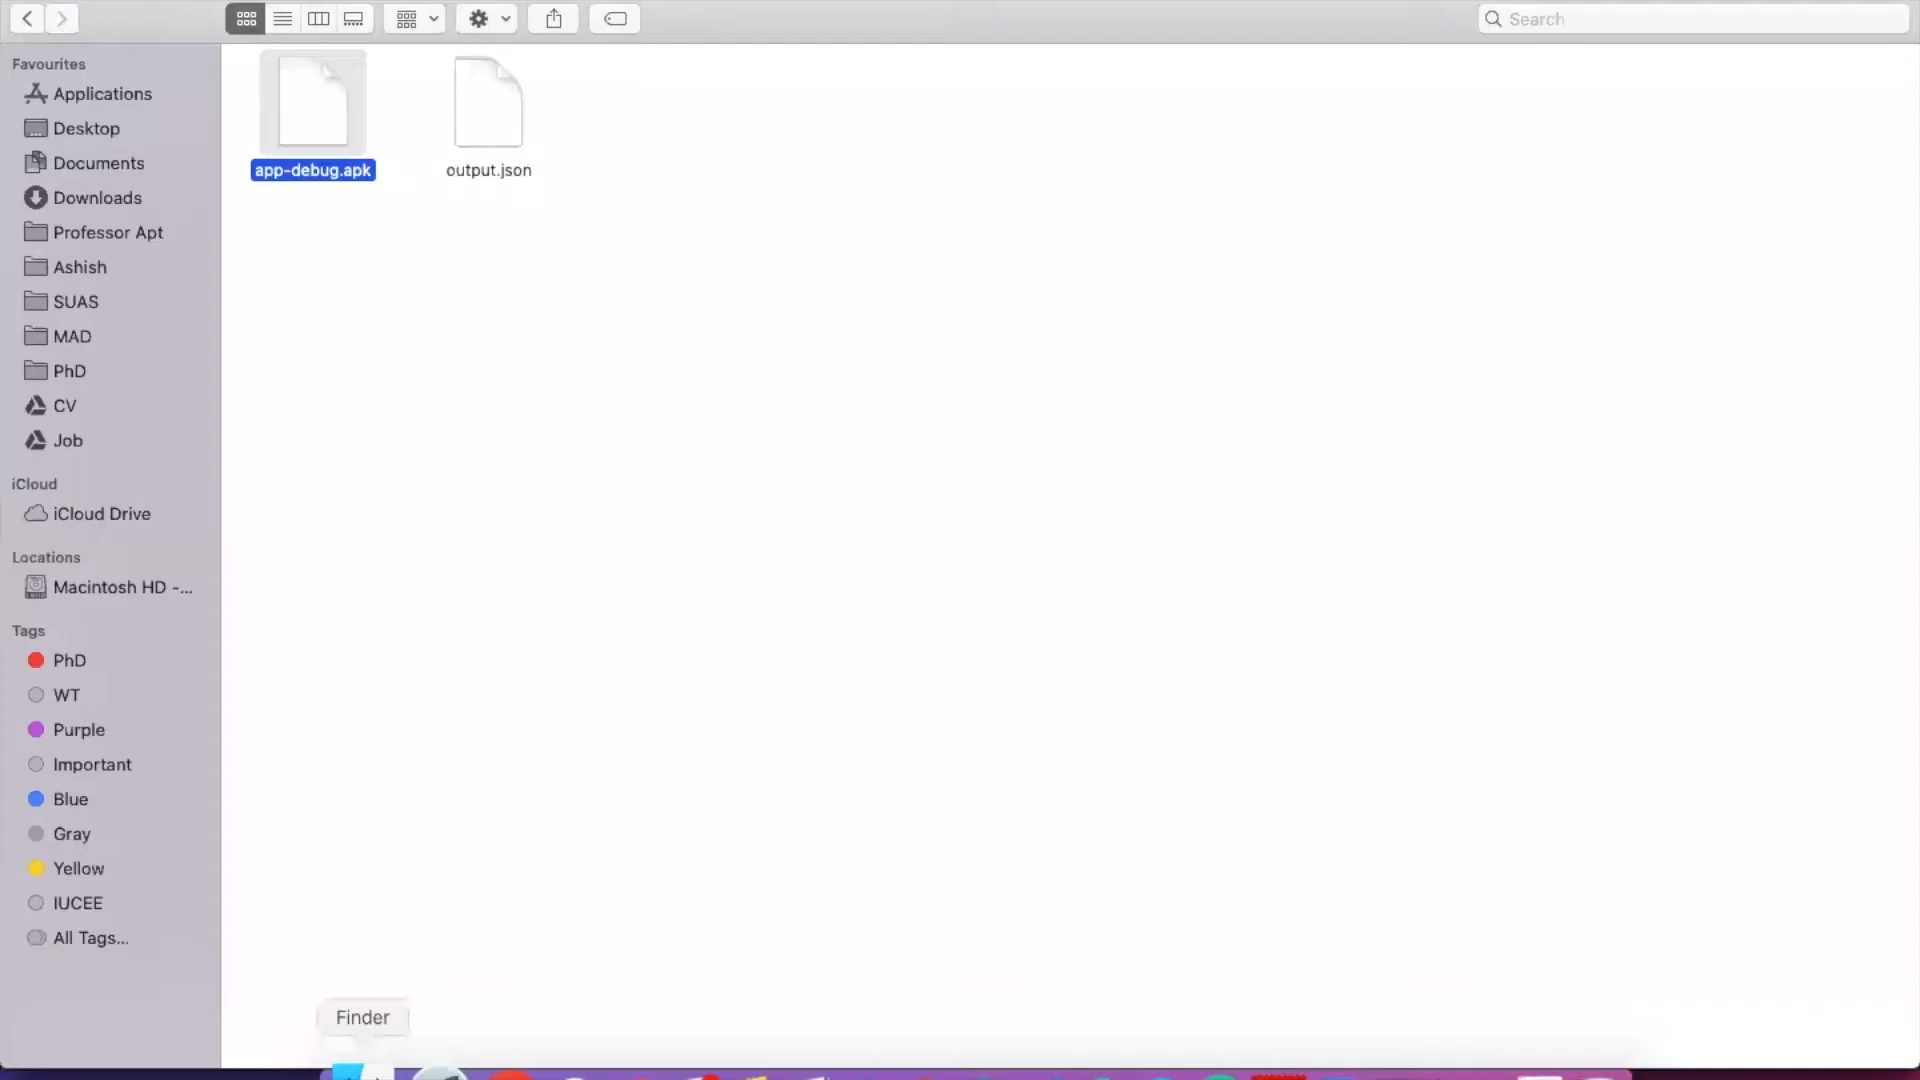 Search
Favourites
Applications
Desktop
Documents
Downloads
Professor Apt
Ashish
SUAS
MAD
PhD
CV
Job
iCloud
iCloud Drive
Locations
Macintosh HD -...
Tags
PhD
WT
Purple
Important
Blue
Gray
Yellow
IUCEE
All Tags...
app-debug.apk
output.json
Finder